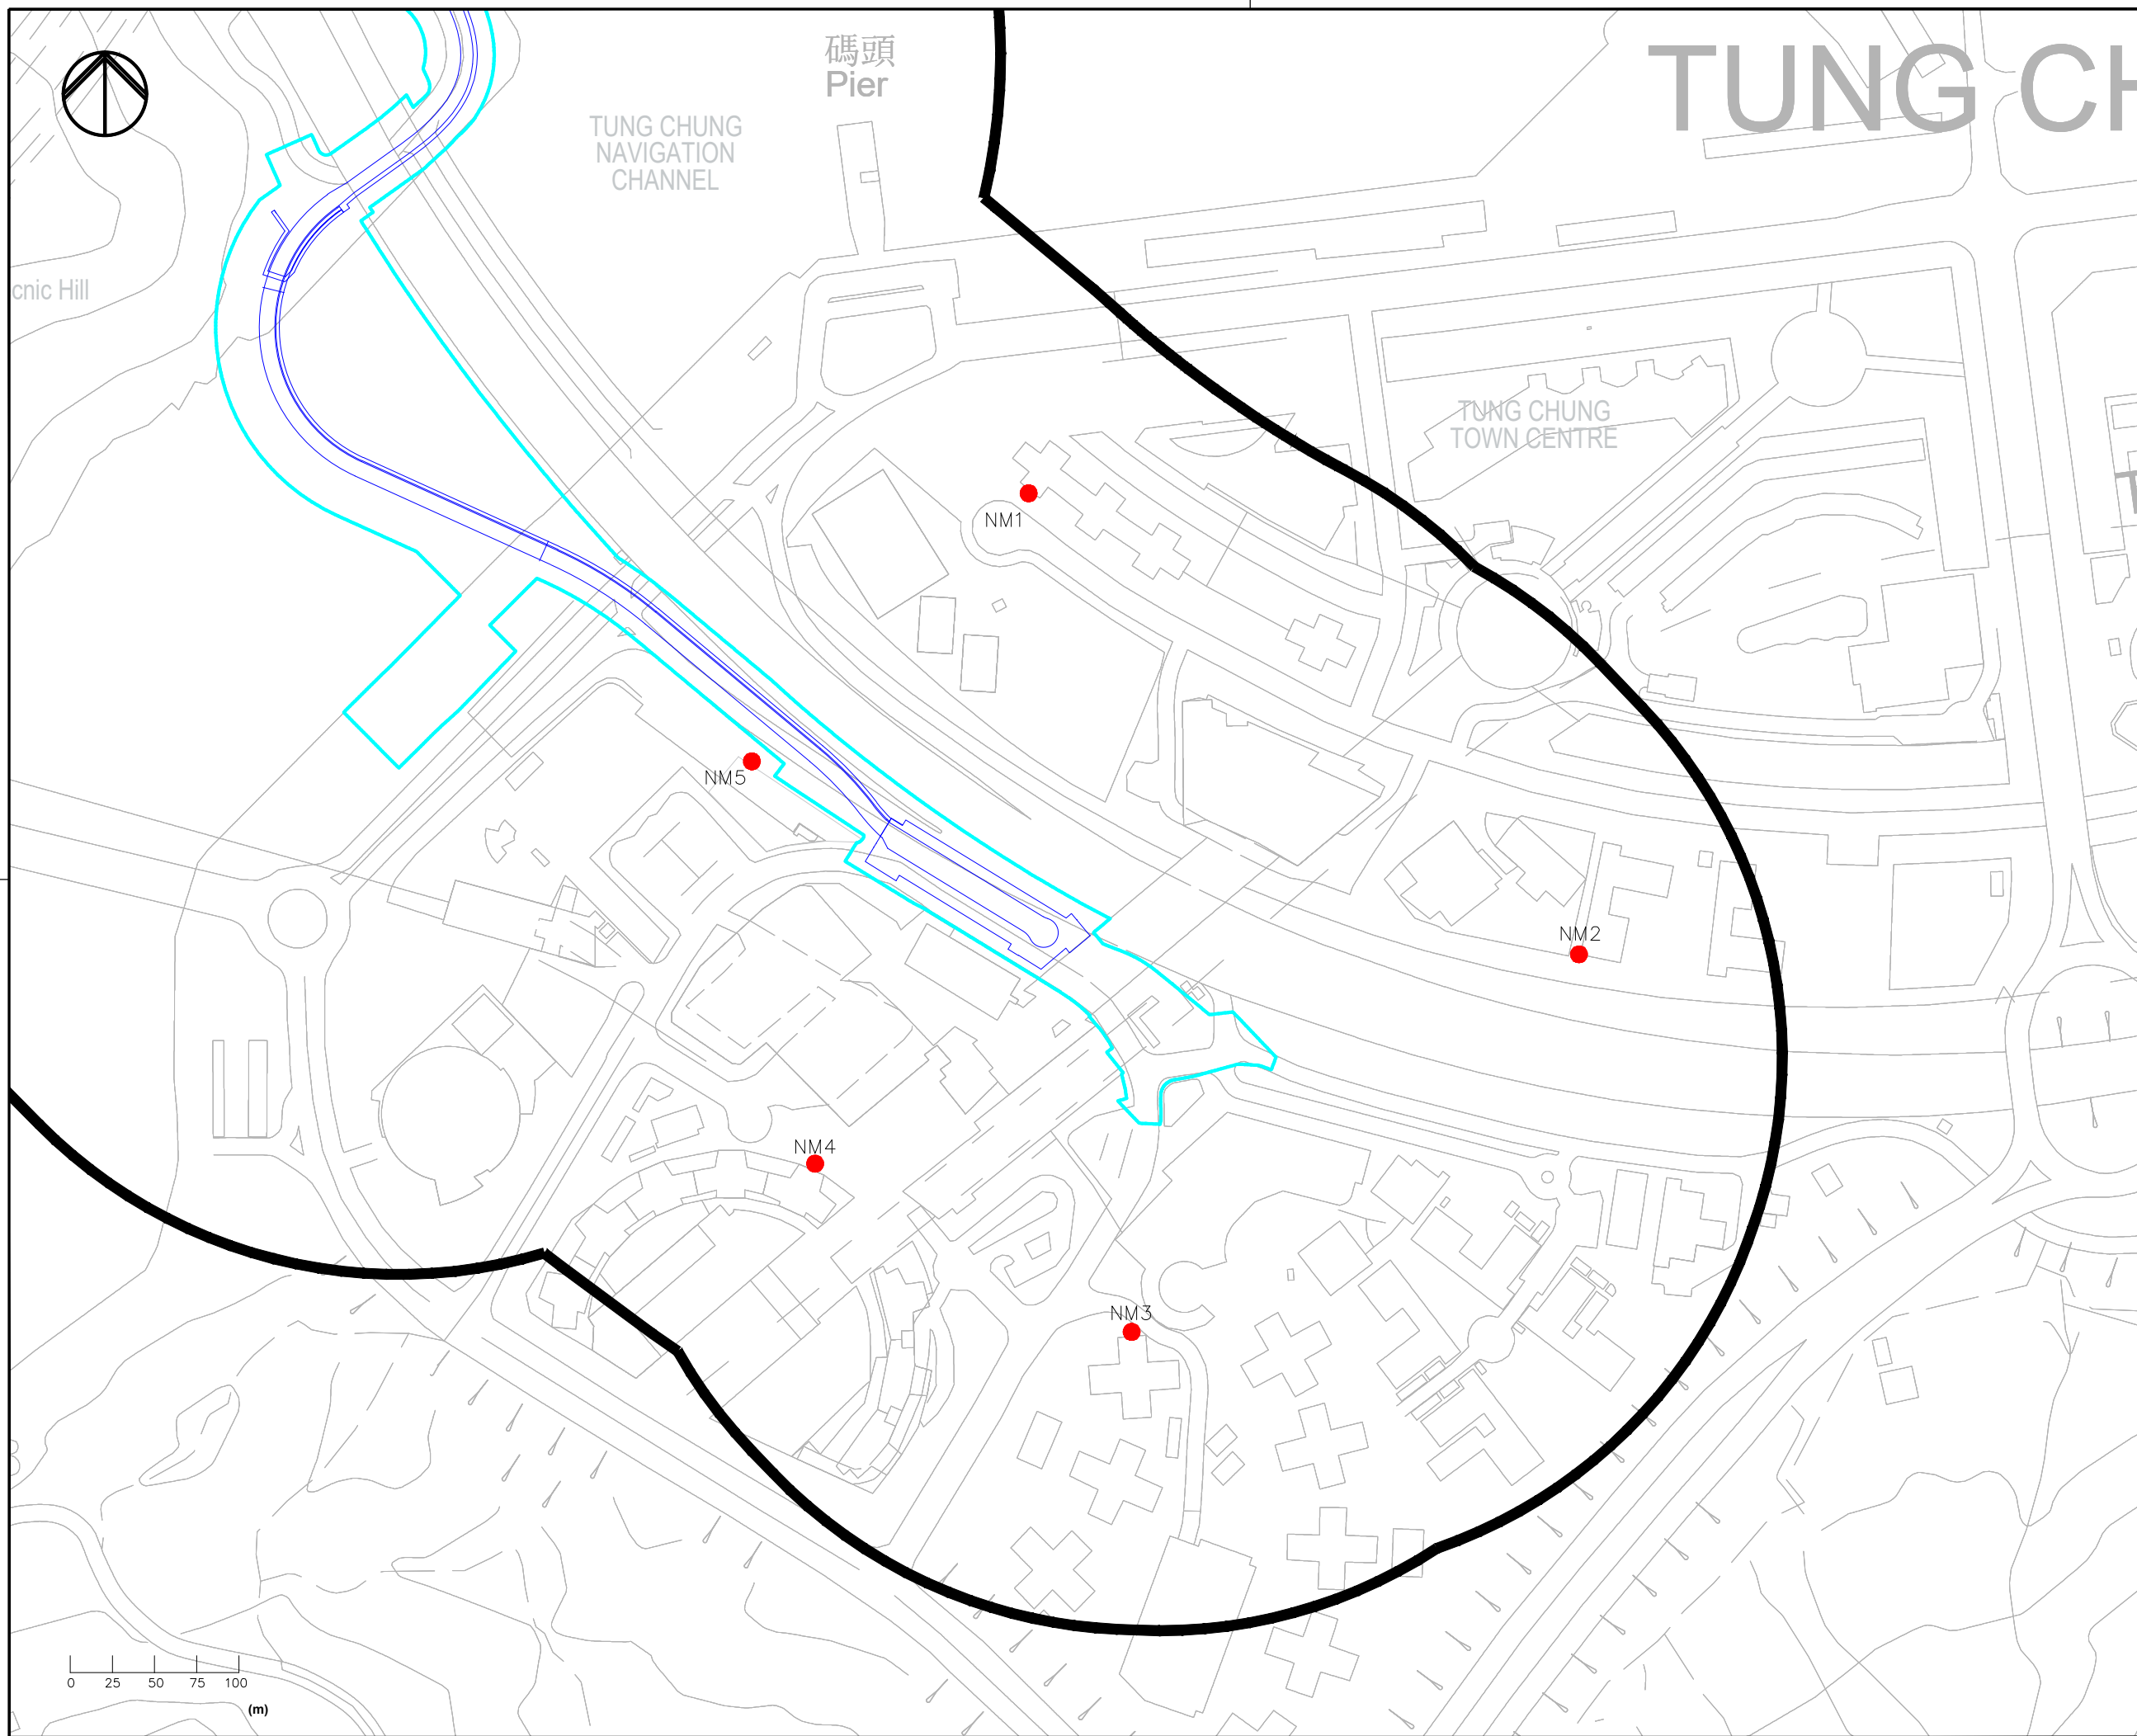 碼頭
Pier
TUNG CH
TUNG CHUNG
NAVIGATION
CHANNEL
cnic Hill
TUNG CHUNG
TOWN CENTRE
NM1
NM5
NM2
NM4
NM3
0 25 50 75 100
(m)